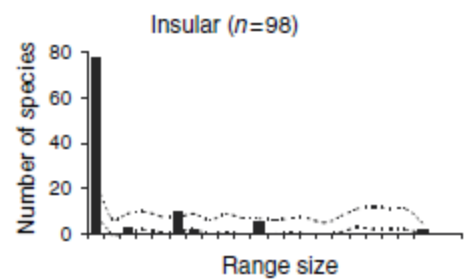 Insular (n=98)
Number of species
80
60
40
20
0
Range size